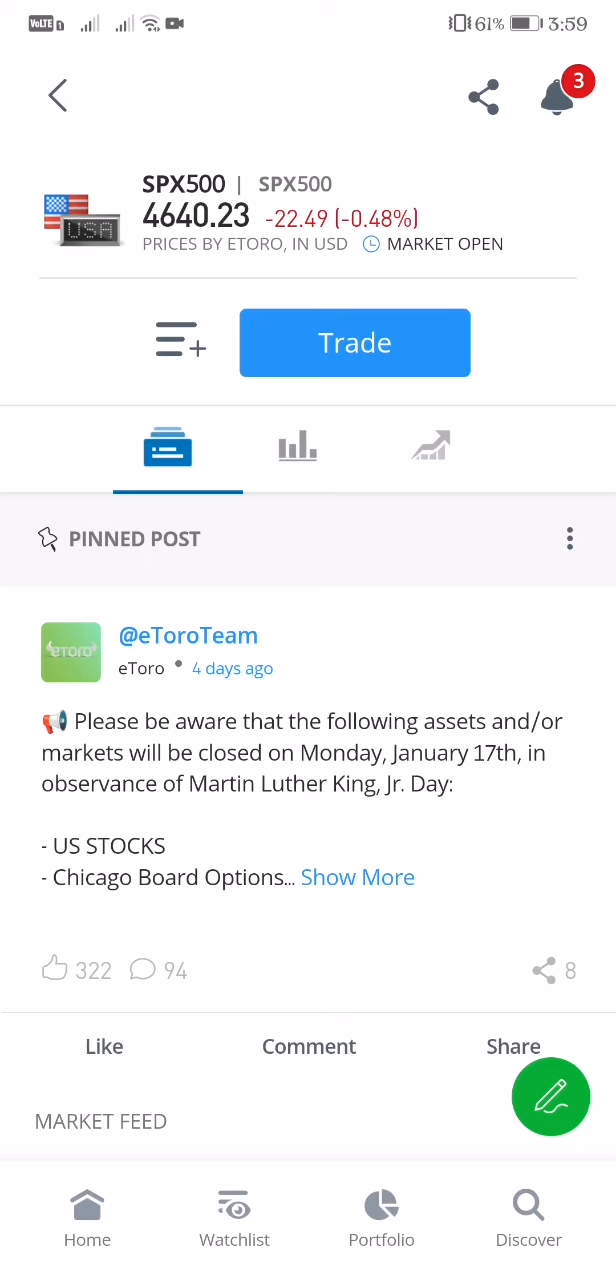 VoLTE 1 61% 3:59
3
SPX500 | SPX500
4640.23 -22.49 (-0.48%)
PRICES BY ETORO, IN USD MARKET OPEN
USA
Trade
PINNED POST
eToro
@eToroTeam
eToro • 4 days ago
Please be aware that the following assets and/or
markets will be closed on Monday, January 17th, in
observance of Martin Luther King, Jr. Day:
- US STOCKS
- Chicago Board Options... Show More
322 94 8
Like Comment Share
MARKET FEED
Home Watchlist Portfolio Discover